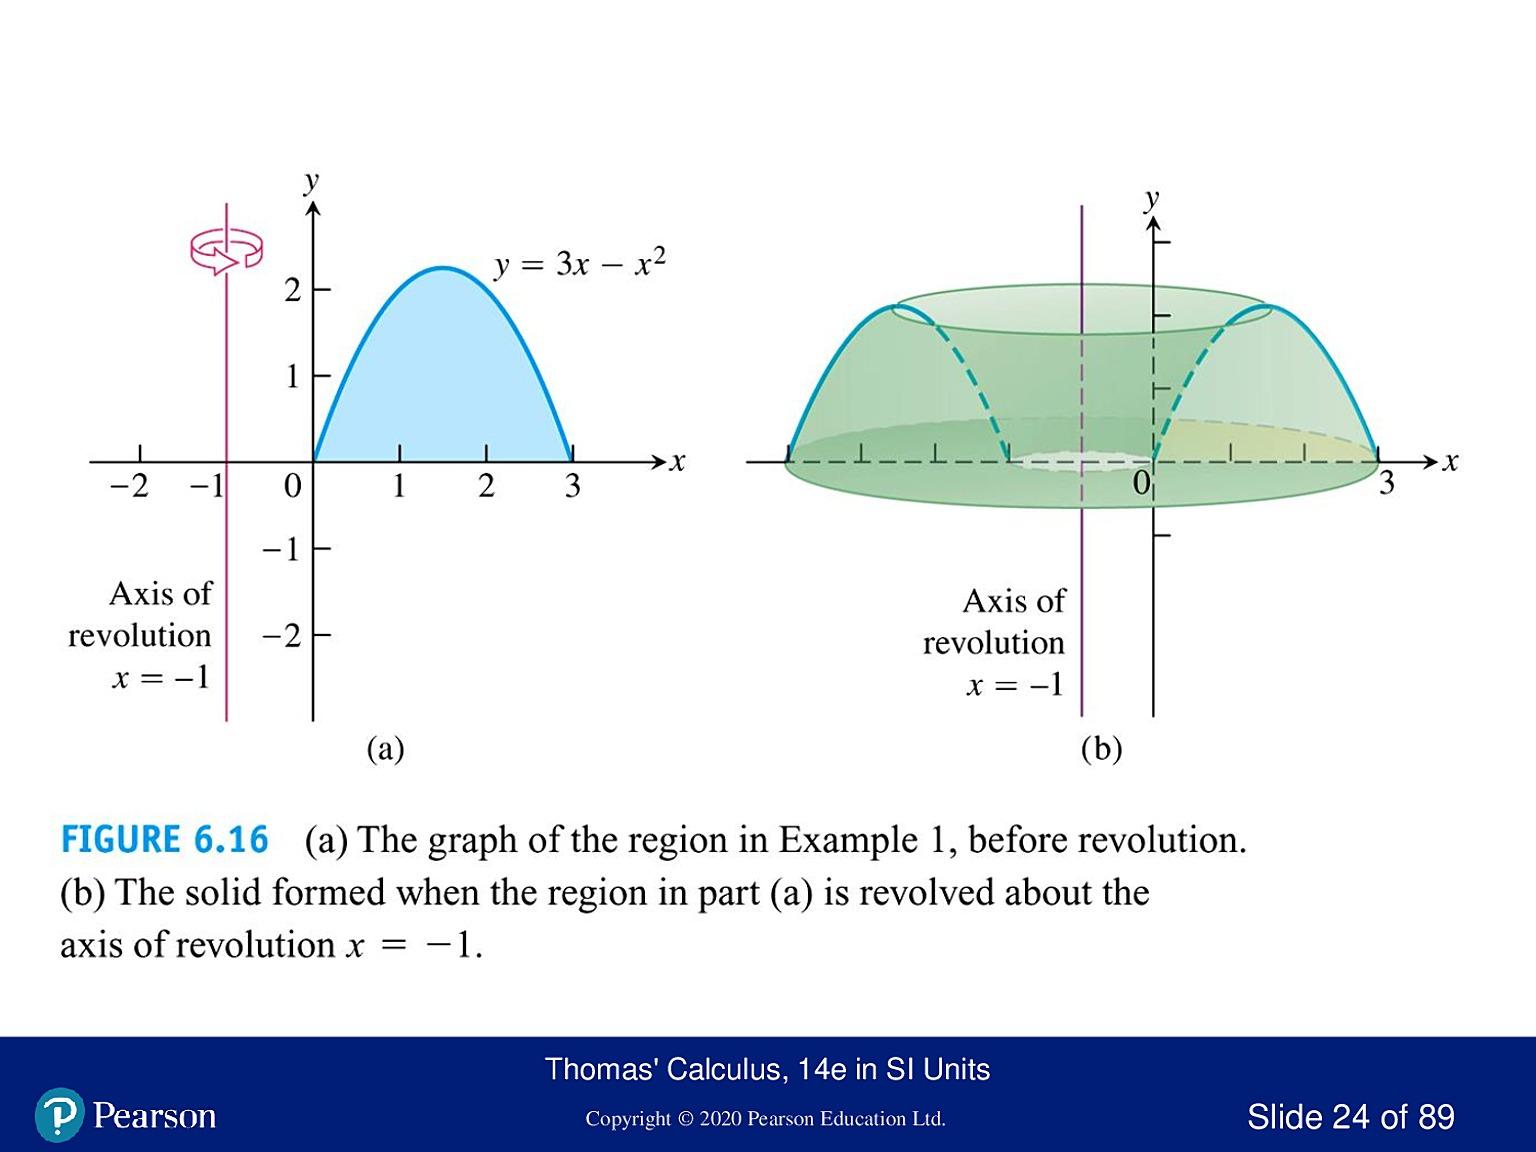 y
y = 3x − x²
2
1
x
−2
−1
0
1
2
3
−1
−2
Axis of
revolution
x = −1
(a)
y
x
0
3
Axis of
revolution
x = −1
(b)
FIGURE 6.16 (a) The graph of the region in Example 1, before revolution.
(b) The solid formed when the region in part (a) is revolved about the
axis of revolution x = −1.
Thomas' Calculus, 14e in SI Units
Pearson
Copyright © 2020 Pearson Education Ltd.
Slide 24 of 89